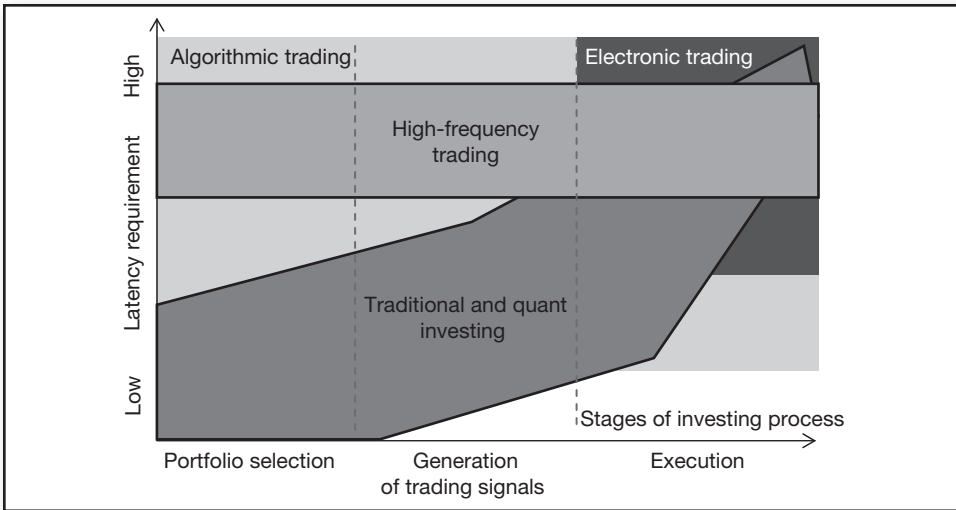 Algorithmic trading
Electronic trading
High
High-frequency
trading
Latency requirement
Traditional and quant
investing
Low
Stages of investing process
Portfolio selection
Generation
of trading signals
Execution